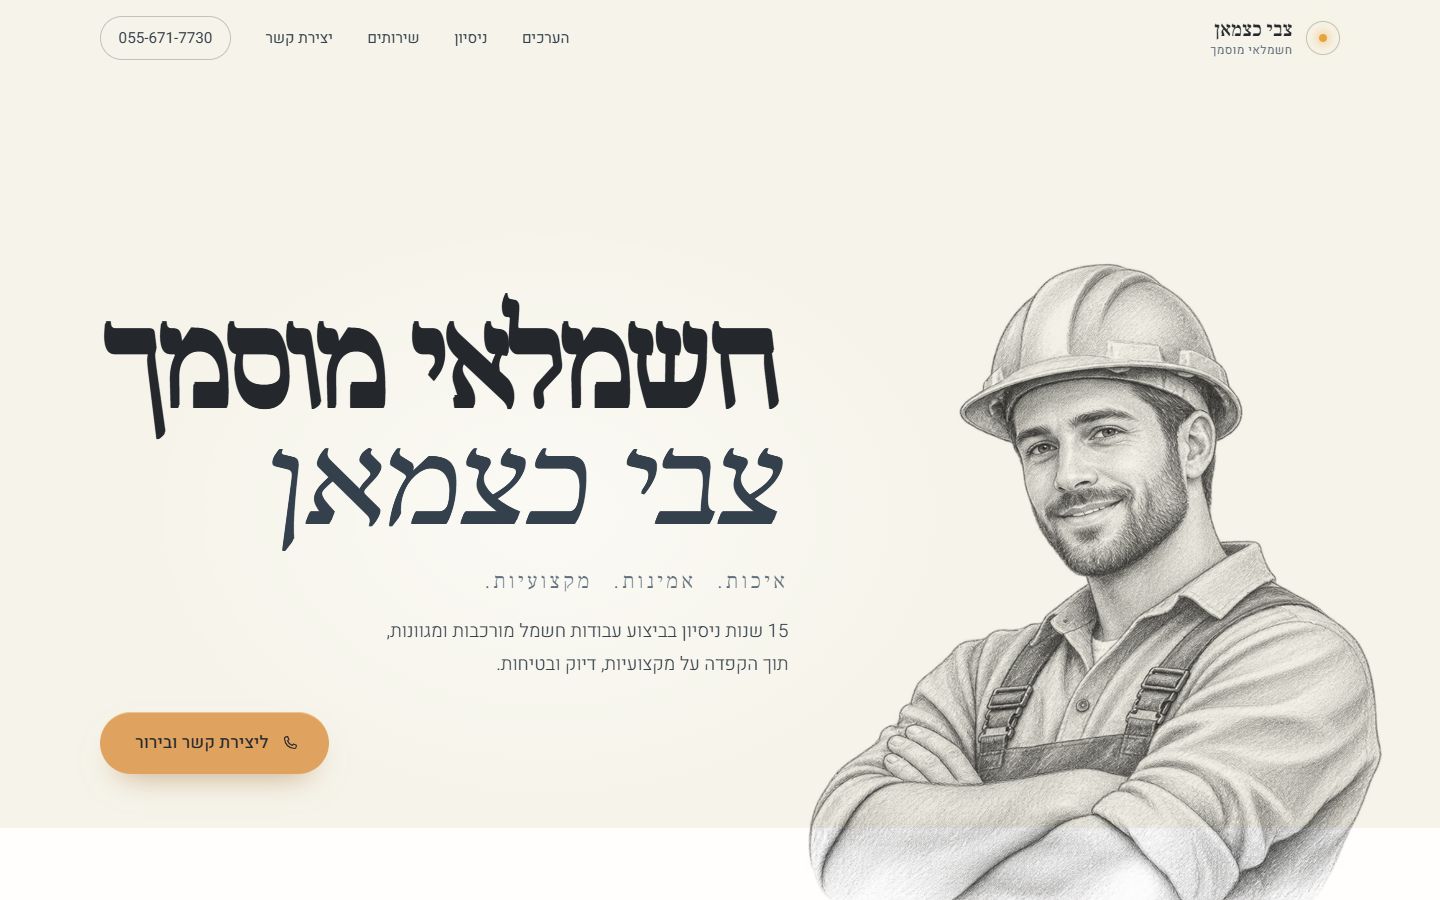 צבי כצמאן
חשמלאי מוסמך
הערכים
ניסיון
שירותים
יצירת קשר
055-671-7730
חשמלאי מוסמך
צבי כצמאן
איכות. אמינות. מקצועיות.
15 שנות ניסיון בביצוע עבודות חשמל מורכבות ומגוונות,
תוך הקפדה על מקצועיות, דיוק ובטיחות.
ליצירת קשר ובירור